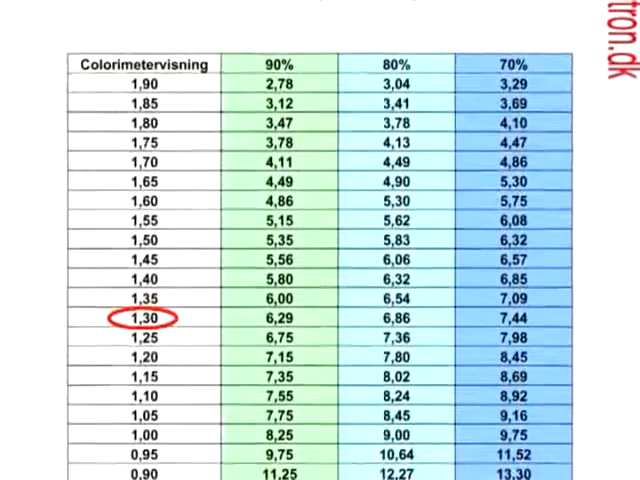 tron.dk
Colorimetervisning 90% 80% 70%
1,90 2,78 3,04 3,29
1,85 3,12 3,41 3,69
1,80 3,47 3,78 4,10
1,75 3,78 4,13 4,47
1,70 4,11 4,49 4,86
1,65 4,49 4,90 5,30
1,60 4,86 5,30 5,75
1,55 5,15 5,62 6,08
1,50 5,35 5,83 6,32
1,45 5,56 6,06 6,57
1,40 5,80 6,32 6,85
1,35 6,00 6,54 7,09
1,30 6,29 6,86 7,44
1,25 6,75 7,36 7,98
1,20 7,15 7,80 8,45
1,15 7,35 8,02 8,69
1,10 7,55 8,24 8,92
1,05 7,75 8,45 9,16
1,00 8,25 9,00 9,75
0,95 9,75 10,64 11,52
0,90 11,25 12,27 13,30